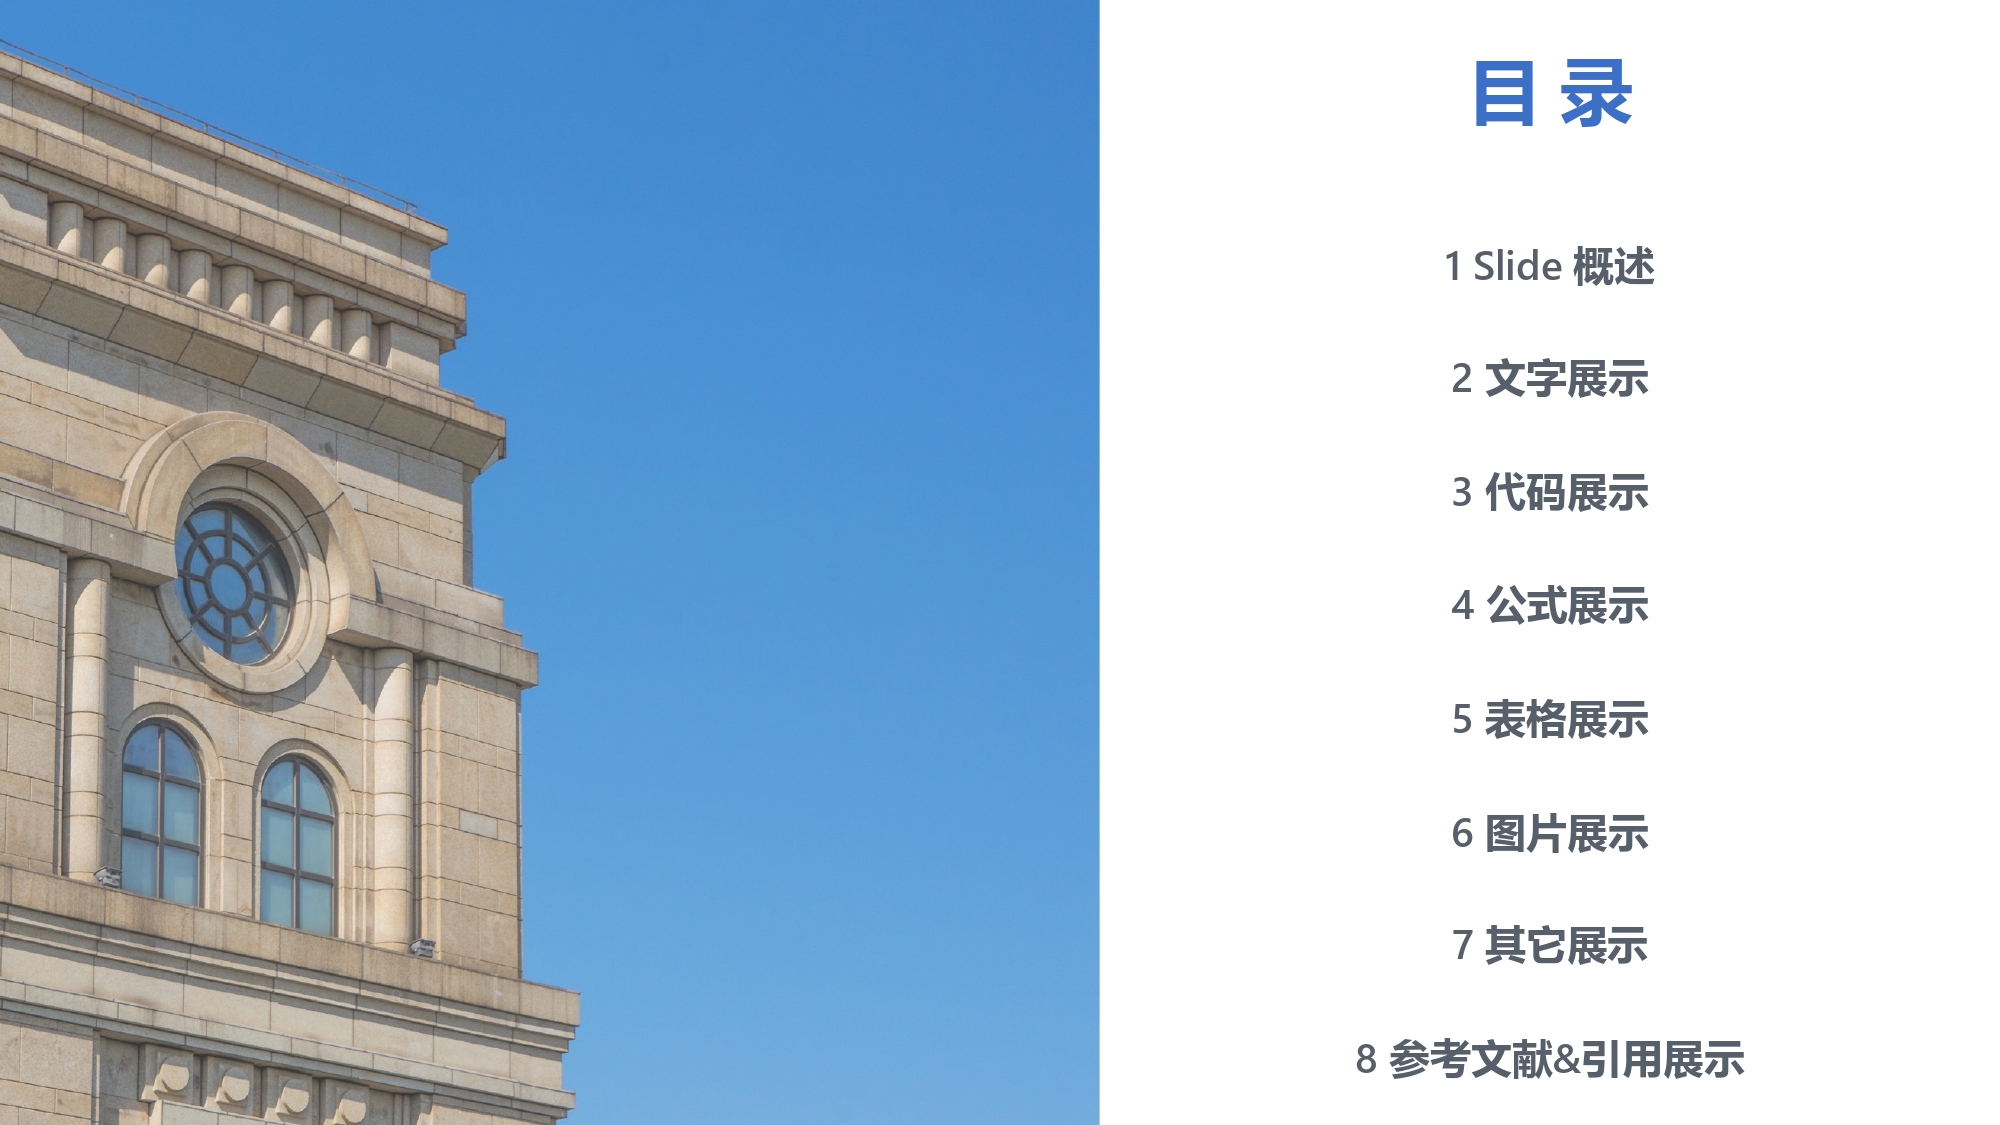 目 录
1 Slide 概述
2 文字展示
3 代码展示
4 公式展示
5 表格展示
6 图片展示
7 其它展示
8 参考文献&引用展示